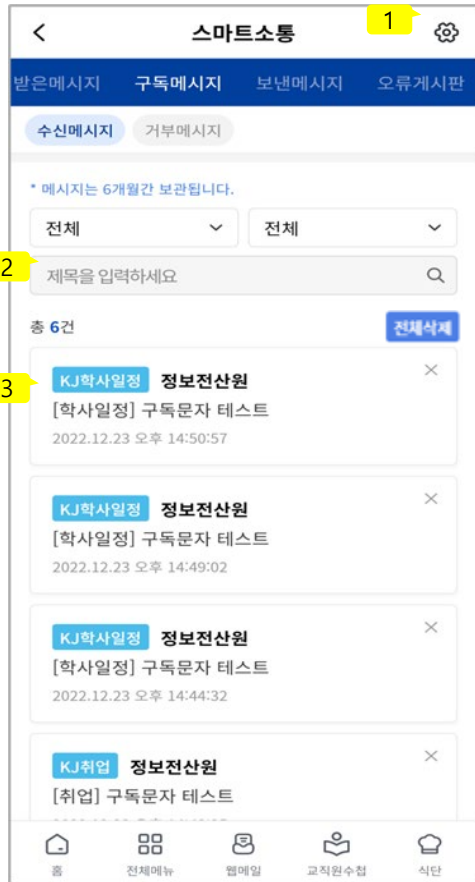 스마트소통
1
받은메시지 구독메시지 보낸메시지 오류게시판
수신메시지 거부메시지
* 메시지는 6개월간 보관됩니다.
전체 전체
2
제목을 입력하세요
총 6건 전체삭제
3
KJ학사일정 정보전산원
[학사일정] 구독문자 테스트
2022.12.23 오후 14:50:57
KJ학사일정 정보전산원
[학사일정] 구독문자 테스트
2022.12.23 오후 14:49:02
KJ학사일정 정보전산원
[학사일정] 구독문자 테스트
2022.12.23 오후 14:44:32
KJ취업 정보전산원
[취업] 구독문자 테스트
홈 전체메뉴 웹메일 교직원수첩 식단